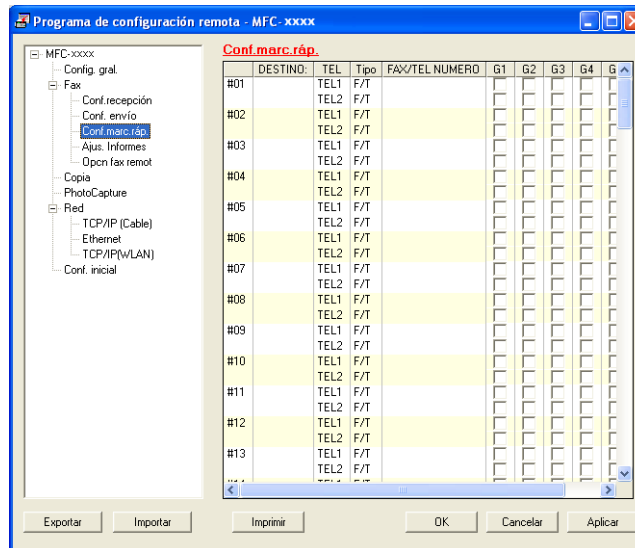 Programa de configuración remota - MFC-xxxx
MFC-xxxx
Config. gral.
Fax
Conf.recepción
Conf. envío
Conf.marc.ráp.
Ajus. Informes
Opcn fax remot
Copia
PhotoCapture
Red
TCP/IP (Cable)
Ethernet
TCP/IP(WLAN)
Conf. inicial
Conf.marc.ráp.
DESTINO: TEL Tipo FAX/TEL NUMERO G1 G2 G3 G4 G
#01 TEL1 F/T
TEL2 F/T
#02 TEL1 F/T
TEL2 F/T
#03 TEL1 F/T
TEL2 F/T
#04 TEL1 F/T
TEL2 F/T
#05 TEL1 F/T
TEL2 F/T
#06 TEL1 F/T
TEL2 F/T
#07 TEL1 F/T
TEL2 F/T
#08 TEL1 F/T
TEL2 F/T
#09 TEL1 F/T
TEL2 F/T
#10 TEL1 F/T
TEL2 F/T
#11 TEL1 F/T
TEL2 F/T
#12 TEL1 F/T
TEL2 F/T
#13 TEL1 F/T
TEL2 F/T
Exportar Importar Imprimir OK Cancelar Aplicar